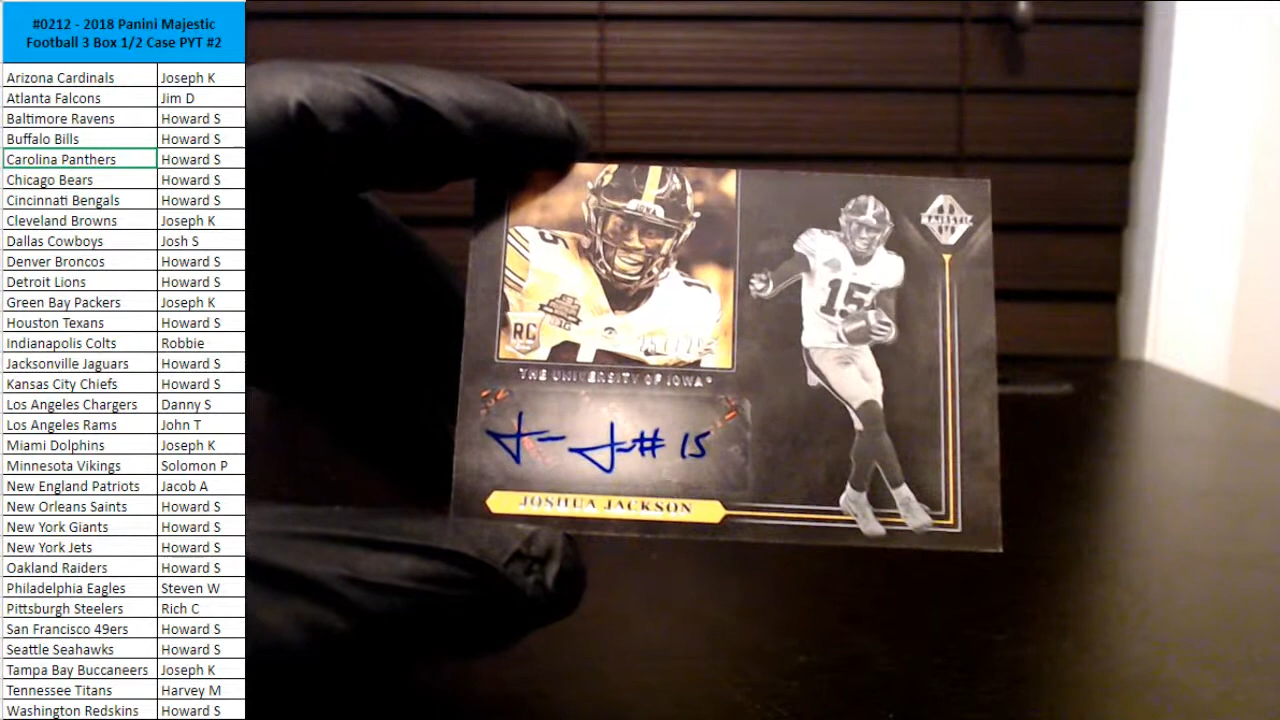 #0212 - 2018 Panini Majestic
Football 3 Box 1/2 Case PYT #2
Arizona Cardinals Joseph K
Atlanta Falcons Jim D
Baltimore Ravens Howard S
Buffalo Bills Howard S
Carolina Panthers Howard S
Chicago Bears Howard S
Cincinnati Bengals Howard S
Cleveland Browns Joseph K
Dallas Cowboys Josh S
Denver Broncos Howard S
Detroit Lions Howard S
Green Bay Packers Joseph K
Houston Texans Howard S
Indianapolis Colts Robbie
Jacksonville Jaguars Howard S
Kansas City Chiefs Howard S
Los Angeles Chargers Danny S
Los Angeles Rams John T
Miami Dolphins Joseph K
Minnesota Vikings Solomon P
New England Patriots Jacob A
New Orleans Saints Howard S
New York Giants Howard S
New York Jets Howard S
Oakland Raiders Howard S
Philadelphia Eagles Steven W
Pittsburgh Steelers Rich C
San Francisco 49ers Howard S
Seattle Seahawks Howard S
Tampa Bay Buccaneers Joseph K
Tennessee Titans Harvey M
Washington Redskins Howard S
IOWA
MAJESTIC
15
RC
THE UNIVERSITY OF IOWA
#15
JOSHUA JACKSON